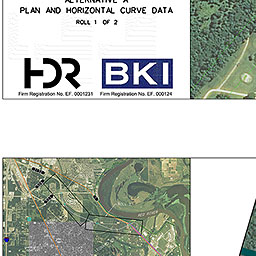 ALTERNATIVE A
PLAN AND HORIZONTAL CURVE DATA
ROLL 1 OF 2
HDR
BKI
Firm Registration No. EF. 0001231
Firm Registration No. EF. 000124